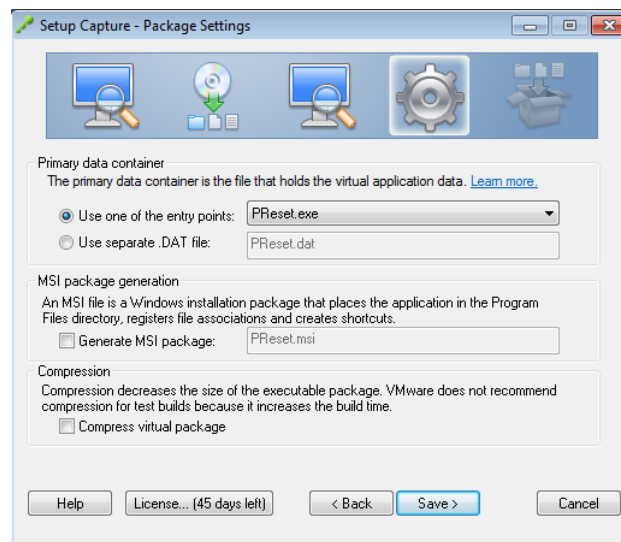 Setup Capture - Package Settings
Primary data container
The primary data container is the file that holds the virtual application data. Learn more.
Use one of the entry points: PReset.exe
Use separate .DAT file: PReset.dat
MSI package generation
An MSI file is a Windows installation package that places the application in the Program
Files directory, registers file associations and creates shortcuts.
Generate MSI package: PReset.msi
Compression
Compression decreases the size of the executable package. VMware does not recommend
compression for test builds because it increases the build time.
Compress virtual package
Help License... (45 days left) < Back Save > Cancel